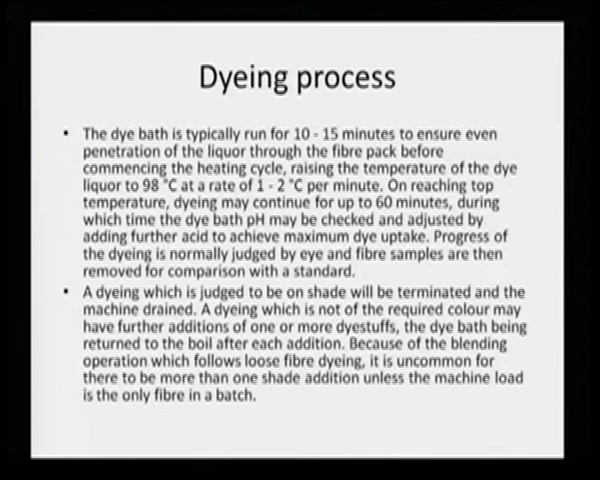 Dyeing process
• The dye bath is typically run for 10 - 15 minutes to ensure even
penetration of the liquor through the fibre pack before
commencing the heating cycle, raising the temperature of the dye
liquor to 98 °C at a rate of 1 - 2 °C per minute. On reaching top
temperature, dyeing may continue for up to 60 minutes, during
which time the dye bath pH may be checked and adjusted by
adding further acid to achieve maximum dye uptake. Progress of
the dyeing is normally judged by eye and fibre samples are then
removed for comparison with a standard.
• A dyeing which is judged to be on shade will be terminated and the
machine drained. A dyeing which is not of the required colour may
have further additions of one or more dyestuffs, the dye bath being
returned to the boil after each addition. Because of the blending
operation which follows loose fibre dyeing, it is uncommon for
there to be more than one shade addition unless the machine load
is the only fibre in a batch.